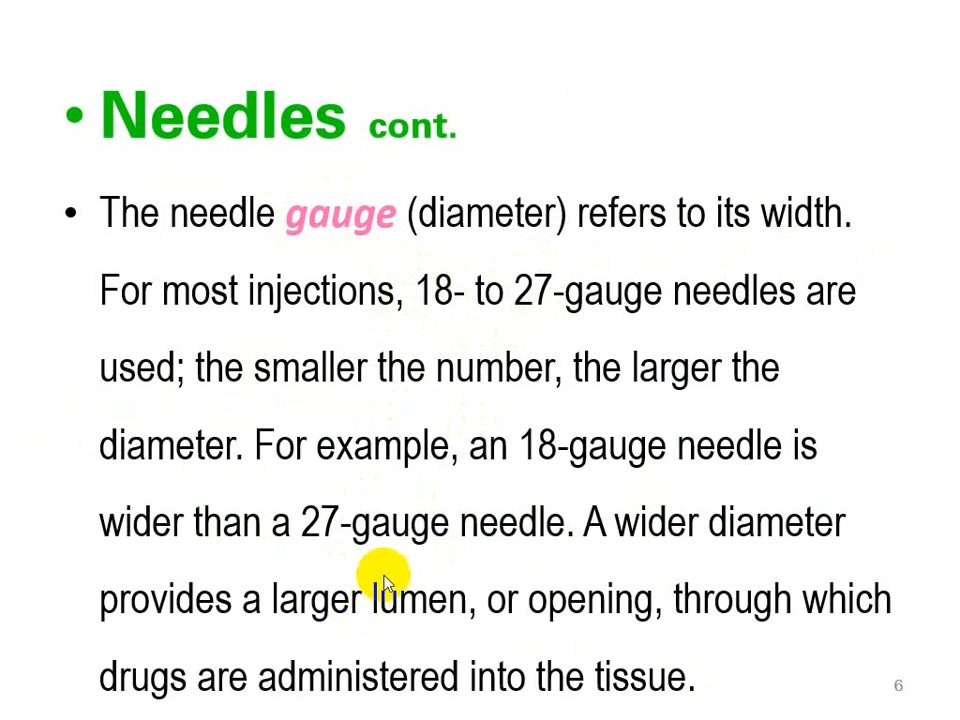 • Needles cont.
• The needle gauge (diameter) refers to its width.
For most injections, 18- to 27-gauge needles are
used; the smaller the number, the larger the
diameter. For example, an 18-gauge needle is
wider than a 27-gauge needle. A wider diameter
provides a larger lumen, or opening, through which
drugs are administered into the tissue.
6